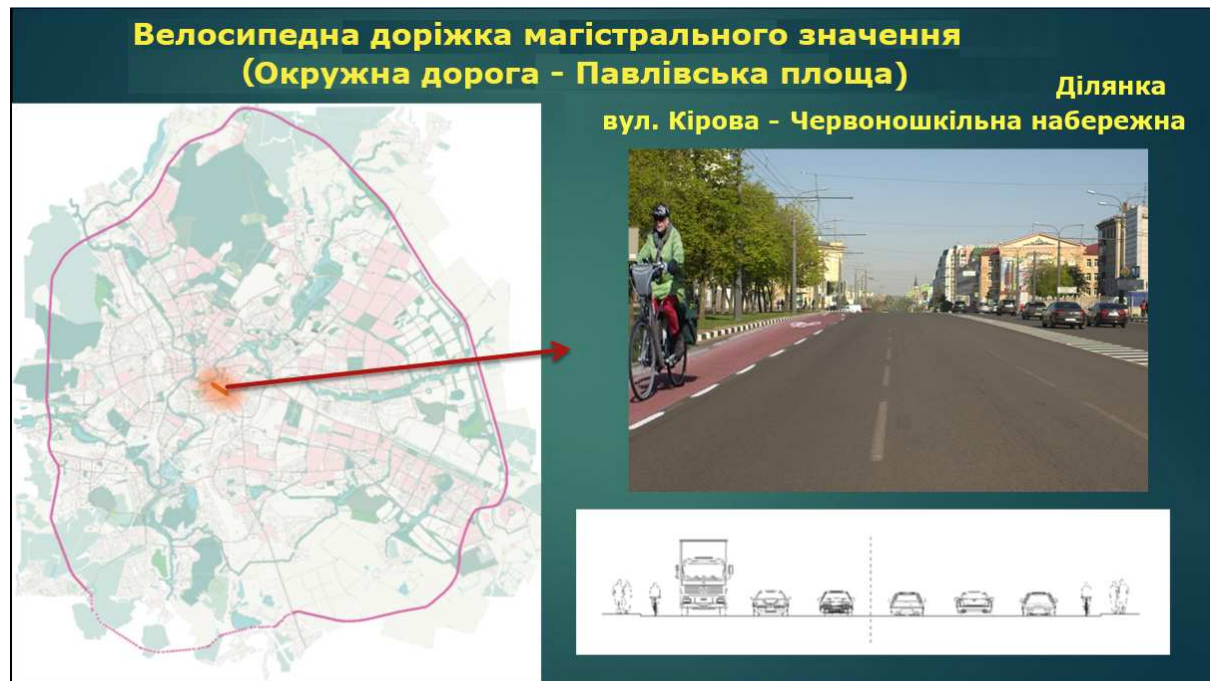 Велосипедна доріжка магістрального значення
(Окружна дорога - Павлівська площа)
Ділянка
вул. Кірова - Червоношкільна набережна